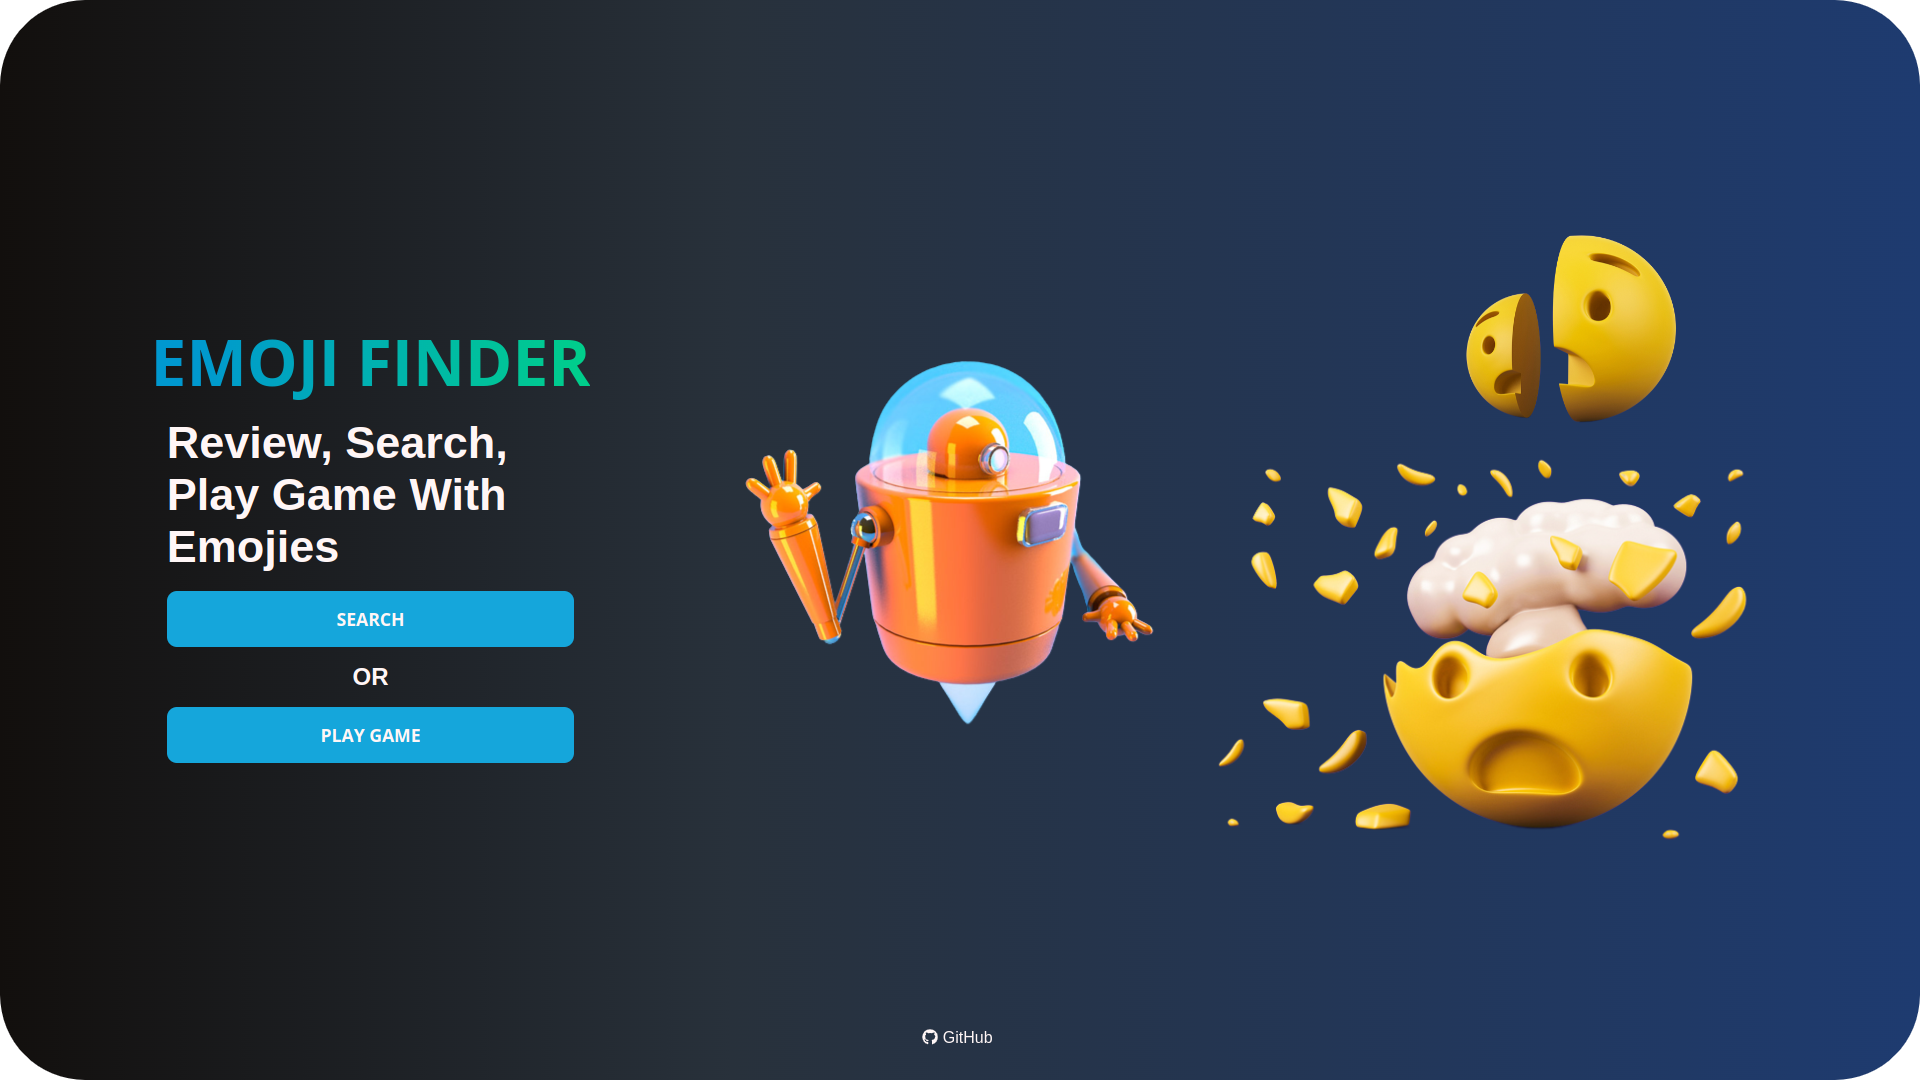 EMOJI FINDER
Review, Search,
Play Game With
Emojies
SEARCH
OR
PLAY GAME
GitHub